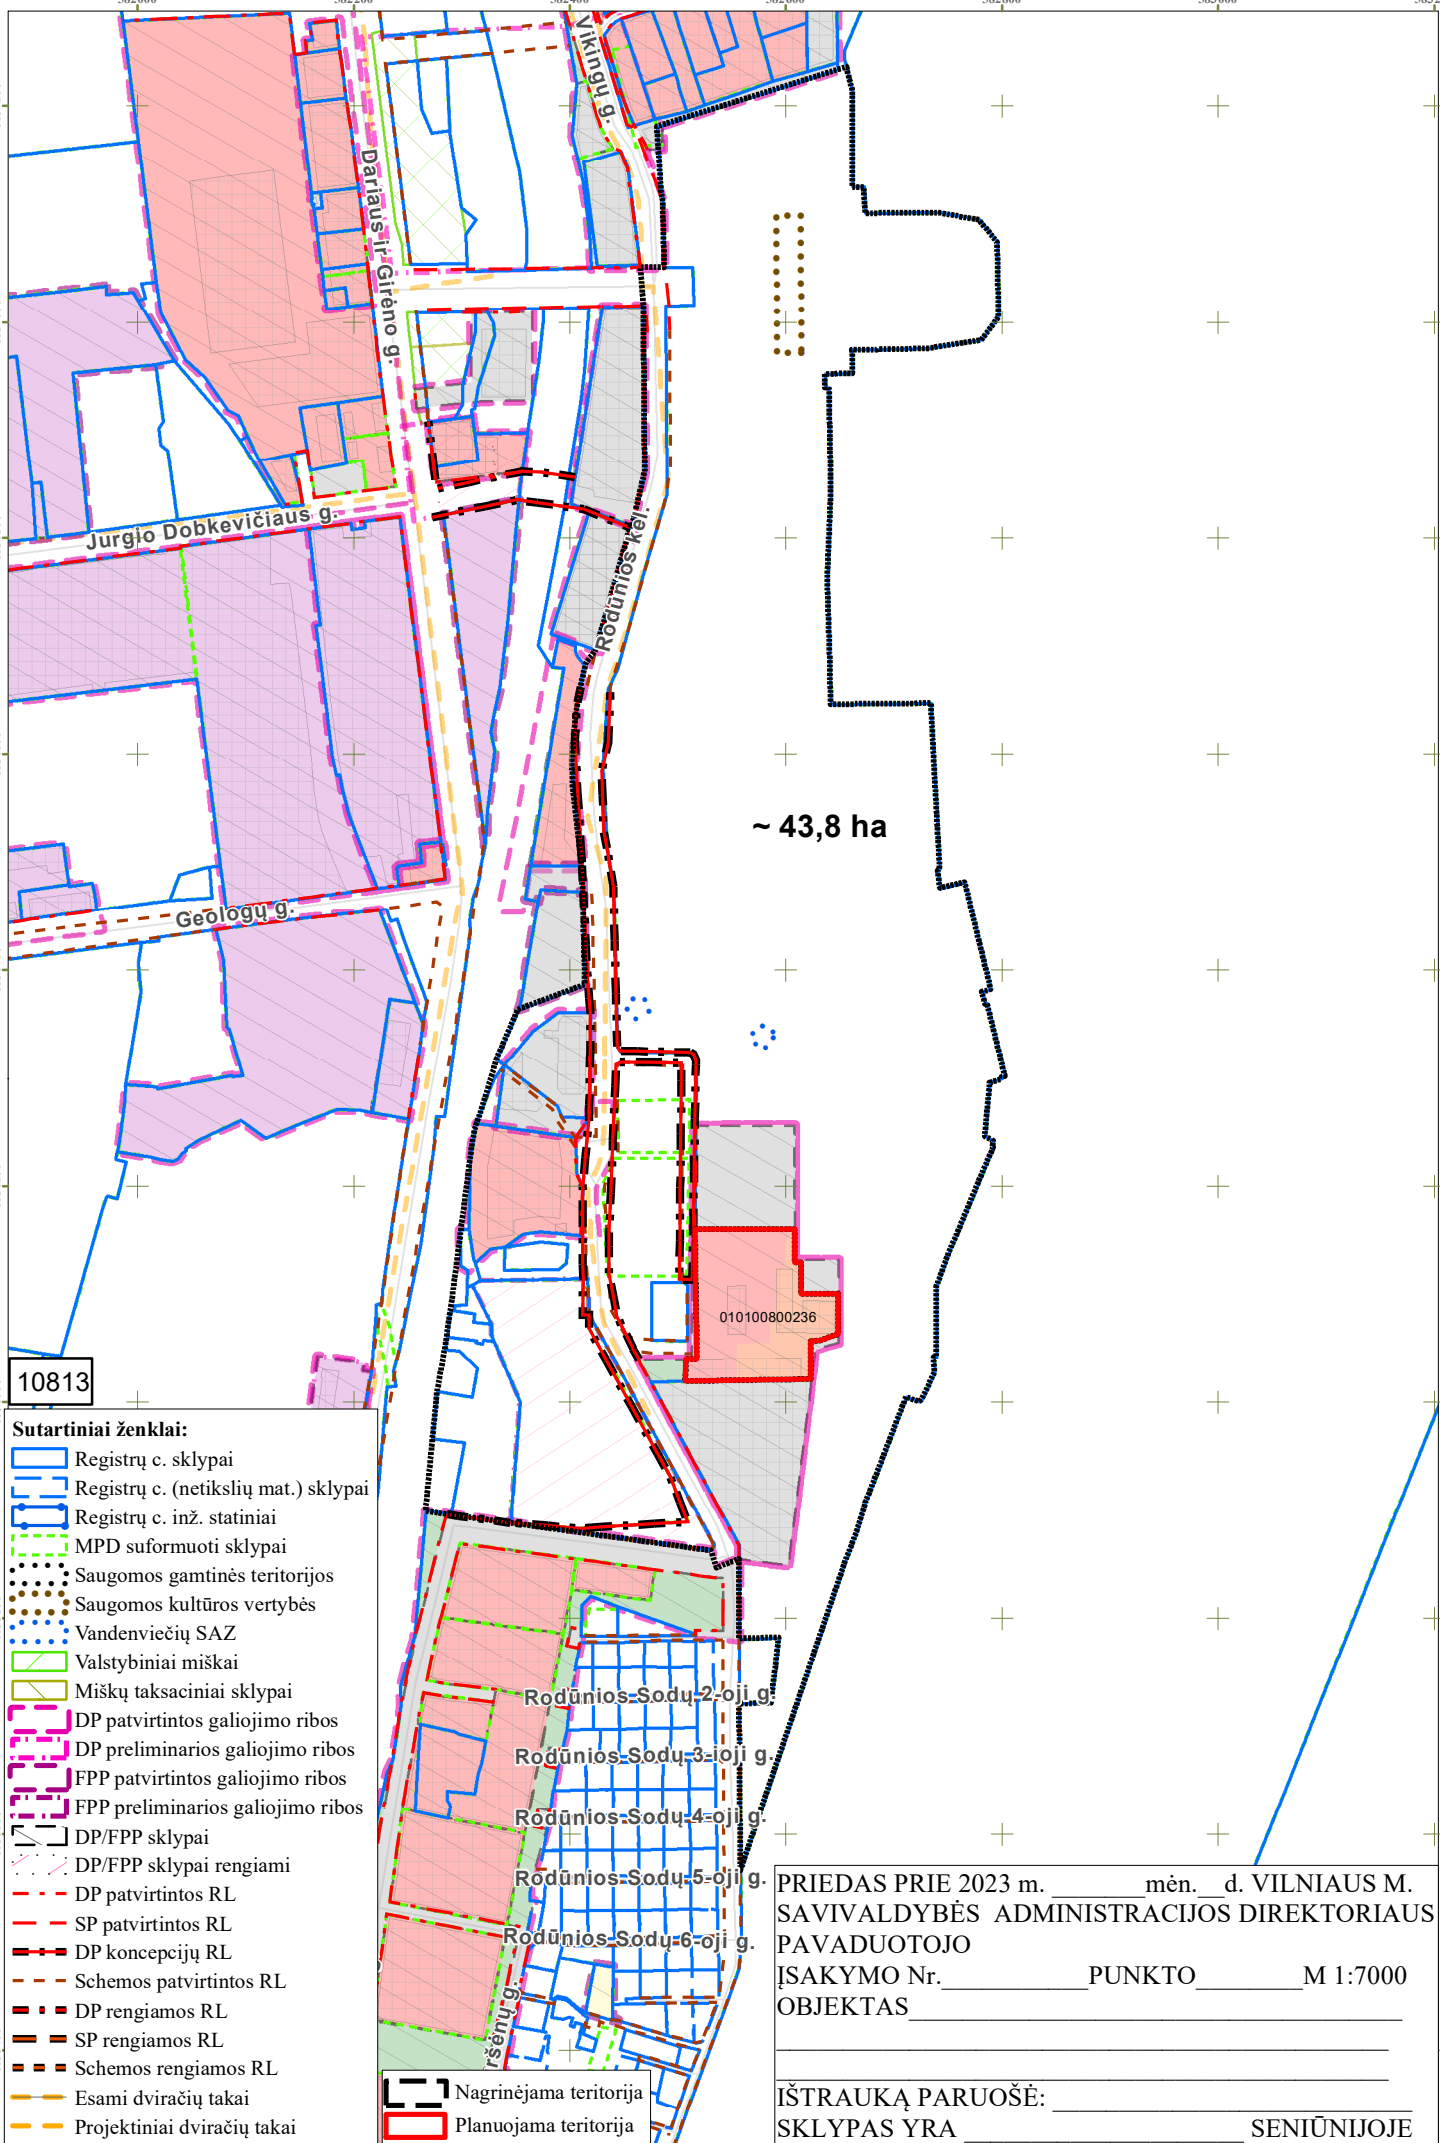 Vikingų g.
Dariaus ir Girėno g.
Jurgio Dobkevičiaus g.
Rodūnios kel.
~ 43,8 ha
Geologų g.
010100800236
10813
Sutartiniai ženklai:
Registrų c. sklypai
Registrų c. (netikslių mat.) sklypai
Registrų c. inž. statiniai
MPD suformuoti sklypai
Saugomos gamtinės teritorijos
Saugomos kultūros vertybės
Vandenviečių SAZ
Valstybiniai miškai
Miškų taksaciniai sklypai
DP patvirtintos galiojimo ribos
DP preliminarios galiojimo ribos
FPP patvirtintos galiojimo ribos
FPP preliminarios galiojimo ribos
DP/FPP sklypai
DP/FPP sklypai rengiami
DP patvirtintos RL
SP patvirtintos RL
DP koncepcijų RL
Schemos patvirtintos RL
DP rengiamos RL
SP rengiamos RL
Schemos rengiamos RL
Esami dviračių takai
Projektiniai dviračių takai
Rodūnios Sodų 2-oji g.
Rodūnios Sodų 3-ioji g.
Rodūnios Sodų 4-oji g.
Rodūnios Sodų 5-oji g.
Rodūnios Sodų 6-oji g.
Nagrinėjama teritorija
Planuojama teritorija
PRIEDAS PRIE 2023 m. _______mėn.__d. VILNIAUS M.
SAVIVALDYBĖS ADMINISTRACIJOS DIREKTORIAUS
PAVADUOTOJO
ĮSAKYMO Nr.___________PUNKTO________M 1:7000
OBJEKTAS
IŠTRAUKĄ PARUOŠĖ:
SKLYPAS YRA _____________________ SENIŪNIJOJE